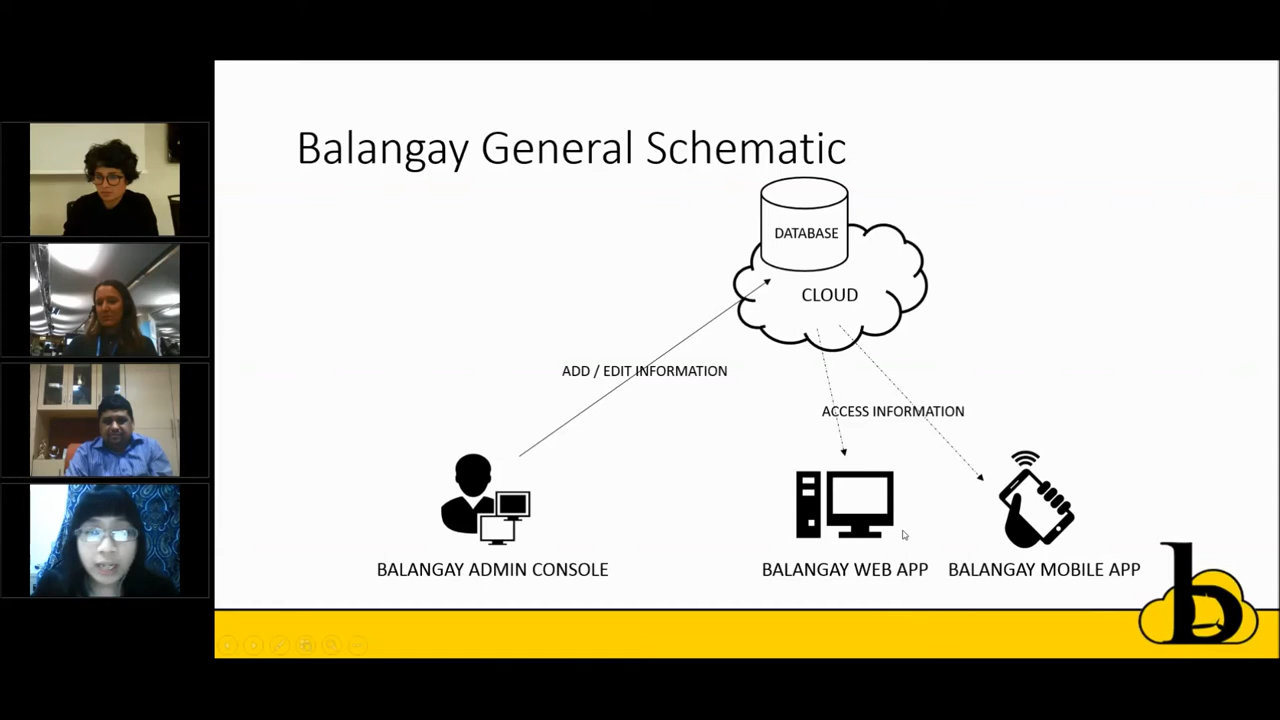 Balangay General Schematic
DATABASE
CLOUD
ADD / EDIT INFORMATION
ACCESS INFORMATION
BALANGAY ADMIN CONSOLE
BALANGAY WEB APP
BALANGAY MOBILE APP
b